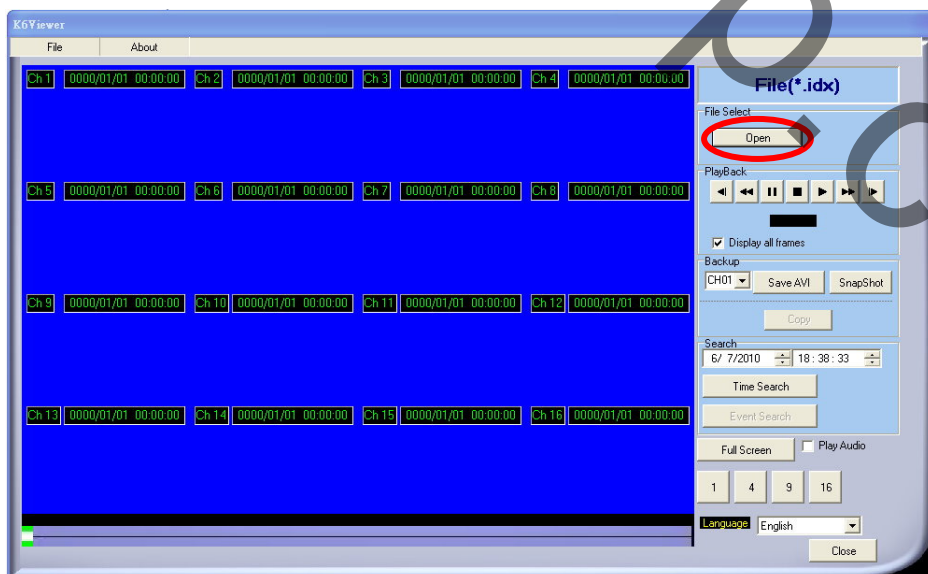 K6Viewer
File About
Ch 1 0000/01/01 00:00:00 Ch 2 0000/01/01 00:00:00 Ch 3 0000/01/01 00:00:00 Ch 4 0000/01/01 00:00:00
File(*.idx)
File Select
Open
Ch 5 0000/01/01 00:00:00 Ch 6 0000/01/01 00:00:00 Ch 7 0000/01/01 00:00:00 Ch 8 0000/01/01 00:00:00
PlayBack
Display all frames
Backup
CH01 Save AVI SnapShot
Ch 9 0000/01/01 00:00:00 Ch 10 0000/01/01 00:00:00 Ch 11 0000/01/01 00:00:00 Ch 12 0000/01/01 00:00:00
Copy
Search
6/ 7/2010 18 : 38 : 33
Time Search
Ch 13 0000/01/01 00:00:00 Ch 14 0000/01/01 00:00:00 Ch 15 0000/01/01 00:00:00 Ch 16 0000/01/01 00:00:00
Event Search
Full Screen Play Audio
1 4 9 16
Language English
Close